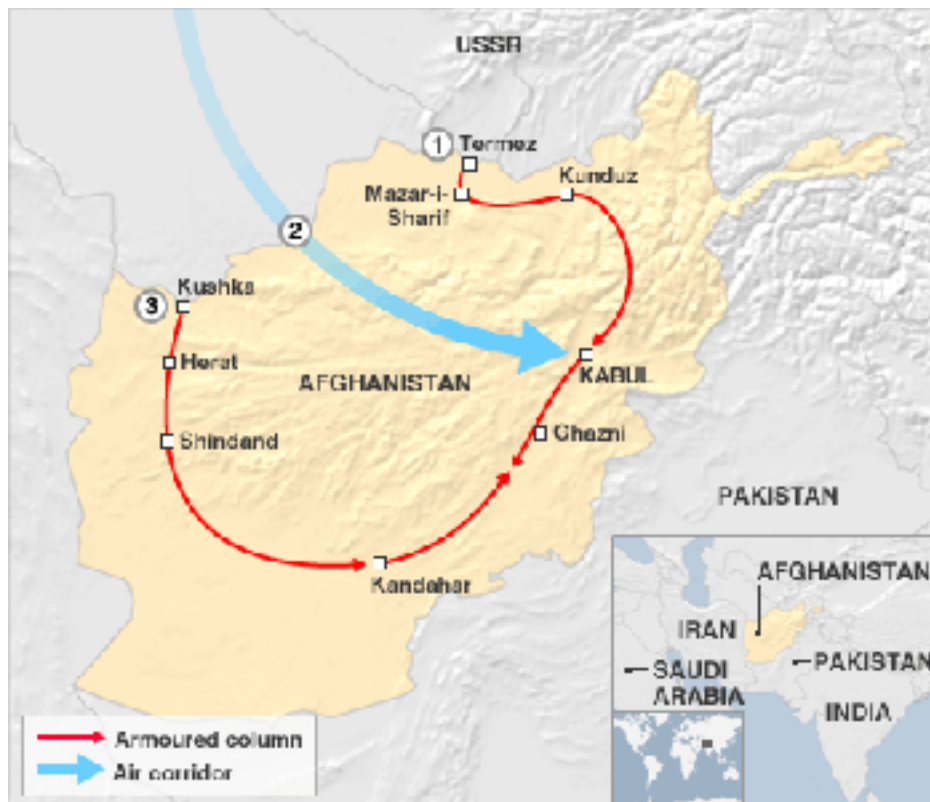 USSR
1
Termez
Mazar-i-
Sharif
Kunduz
2
Kushka
3
Herat
AFGHANISTAN
KABUL
Shindand
Ghazni
PAKISTAN
Kandahar
AFGHANISTAN
IRAN
PAKISTAN
SAUDI
ARABIA
INDIA
Armoured column
Air corridor